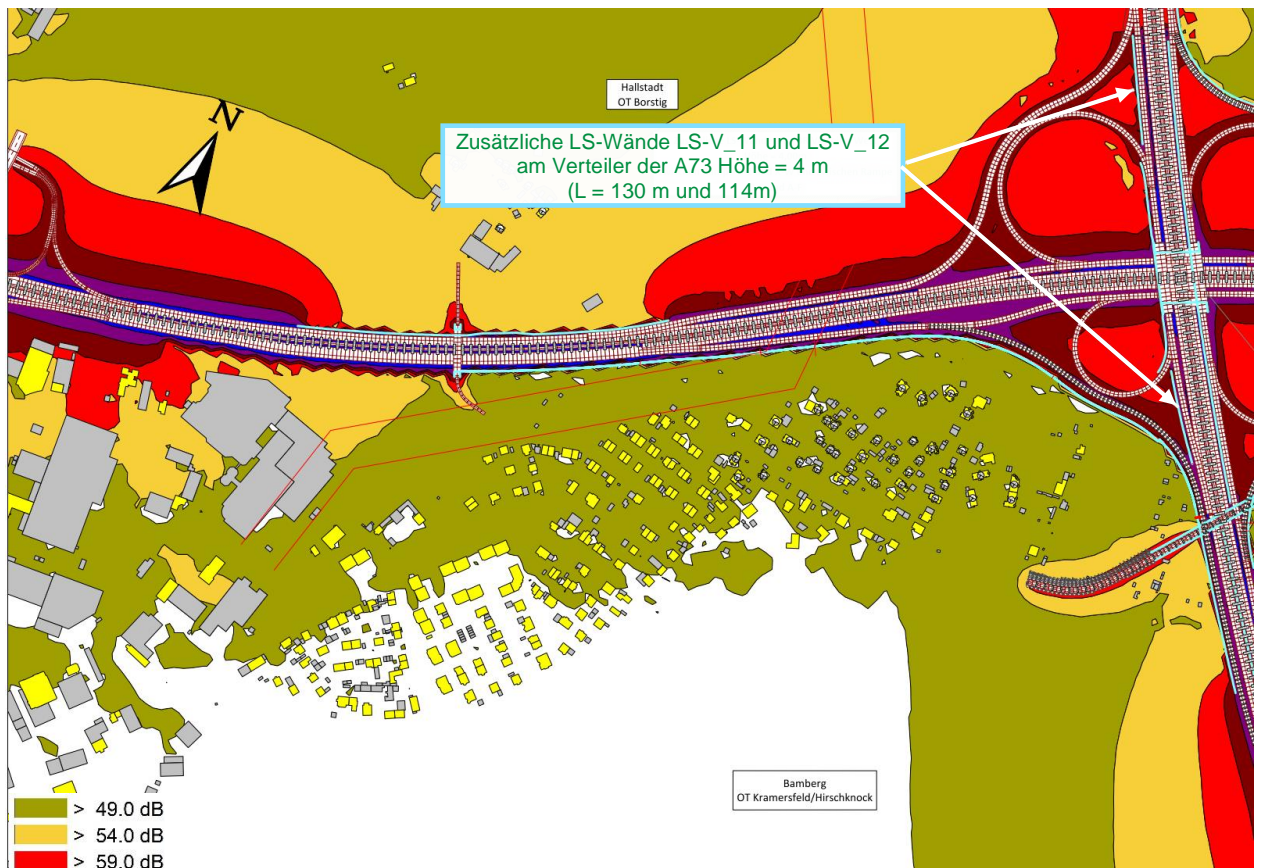 Hallstadt
OT Borstig
N
Zusätzliche LS-Wände LS-V_11 und LS-V_12
am Verteiler der A73 Höhe = 4 m
(L = 130 m und 114m)
Bamberg
OT Kramersfeld/Hirschknock
> 49.0 dB
> 54.0 dB
> 59.0 dB